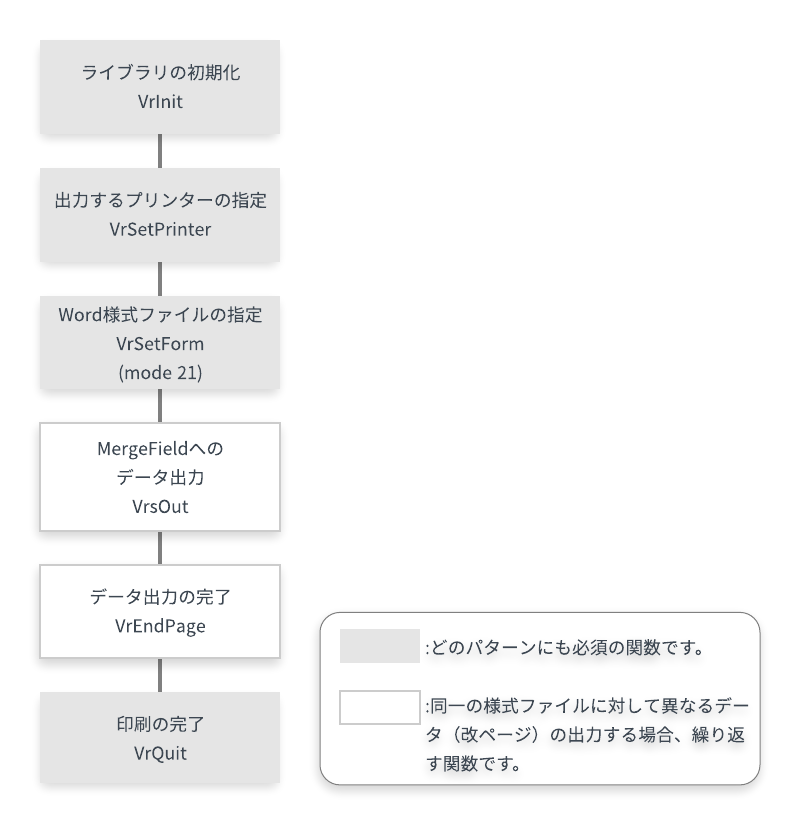 ライブラリの初期化
VrInit
出力するプリンターの指定
VrSetPrinter
Word様式ファイルの指定
VrSetForm
(mode 21)
MergeFieldへの
データ出力
VrsOut
データ出力の完了
VrEndPage
印刷の完了
VrQuit
:どのパターンにも必須の関数です。
:同一の様式ファイルに対して異なるデー
タ（改ページ）の出力する場合、繰り返
す関数です。